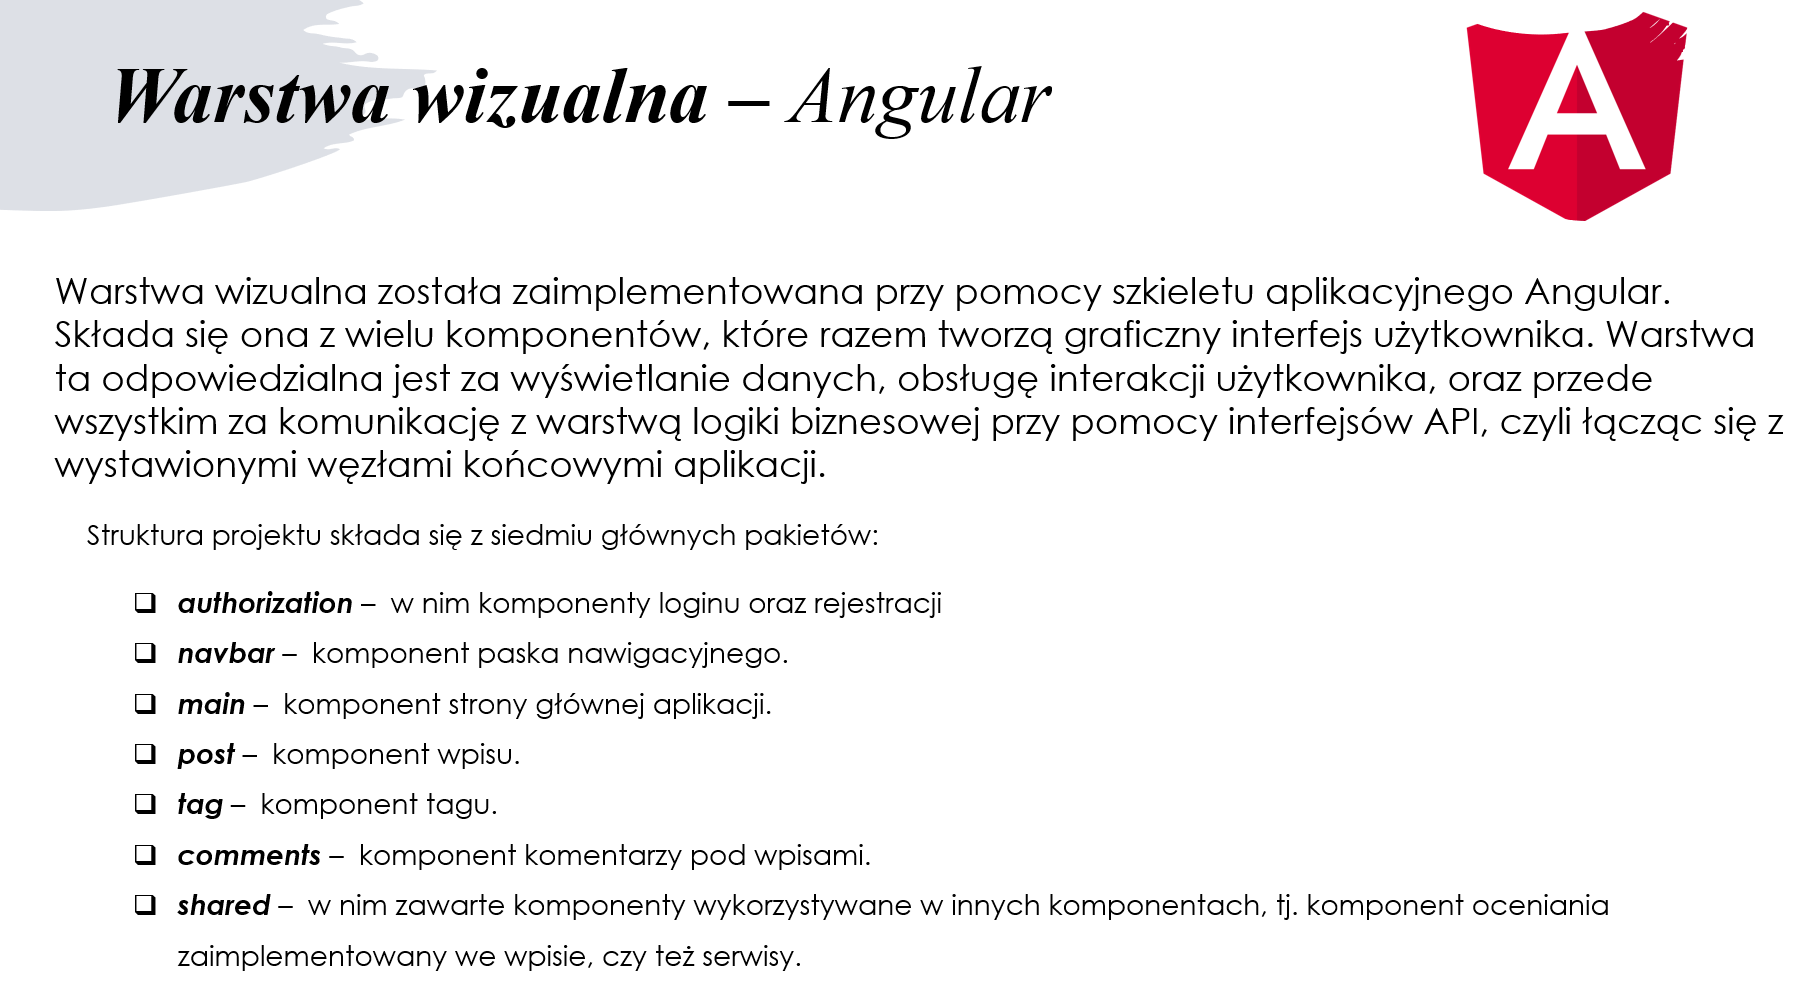 Warstwa wizualna – Angular
A
Warstwa wizualna została zaimplementowana przy pomocy szkieletu aplikacyjnego Angular.
Składa się ona z wielu komponentów, które razem tworzą graficzny interfejs użytkownika. Warstwa
ta odpowiedzialna jest za wyświetlanie danych, obsługę interakcji użytkownika, oraz przede
wszystkim za komunikację z warstwą logiki biznesowej przy pomocy interfejsów API, czyli łącząc się z
wystawionymi węzłami końcowymi aplikacji.
Struktura projektu składa się z siedmiu głównych pakietów:
❑ authorization – w nim komponenty loginu oraz rejestracji
❑ navbar – komponent paska nawigacyjnego.
❑ main – komponent strony głównej aplikacji.
❑ post – komponent wpisu.
❑ tag – komponent tagu.
❑ comments – komponent komentarzy pod wpisami.
❑ shared – w nim zawarte komponenty wykorzystywane w innych komponentach, tj. komponent oceniania
zaimplementowany we wpisie, czy też serwisy.